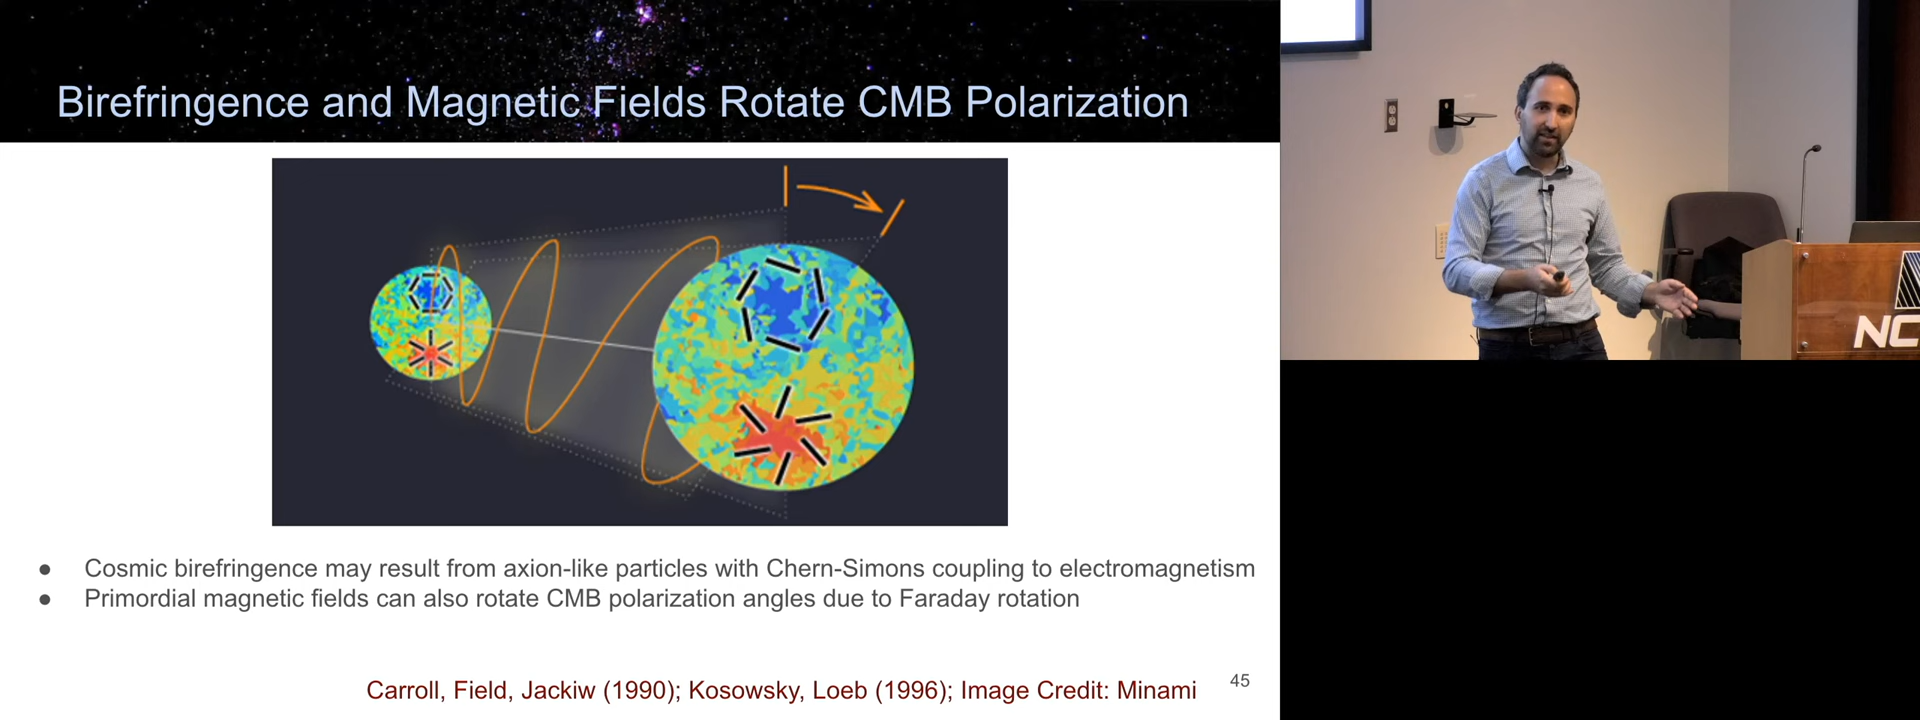 Birefringence and Magnetic Fields Rotate CMB Polarization
● Cosmic birefringence may result from axion-like particles with Chern-Simons coupling to electromagnetism
● Primordial magnetic fields can also rotate CMB polarization angles due to Faraday rotation
Carroll, Field, Jackiw (1990); Kosowsky, Loeb (1996); Image Credit: Minami
45
NC